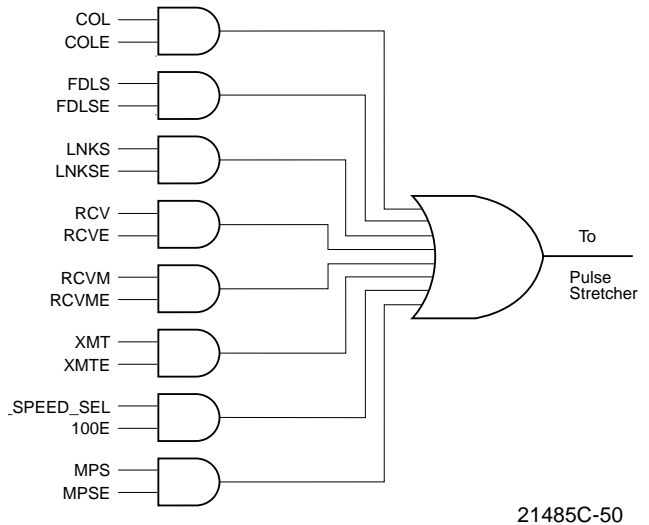 COL
COLE
FDLS
FDLSE
LNKS
LNKSE
RCV
RCVE
RCVM
RCVME
XMT
XMTE
_SPEED_SEL
100E
MPS
MPSE
To
Pulse
Stretcher
21485C-50